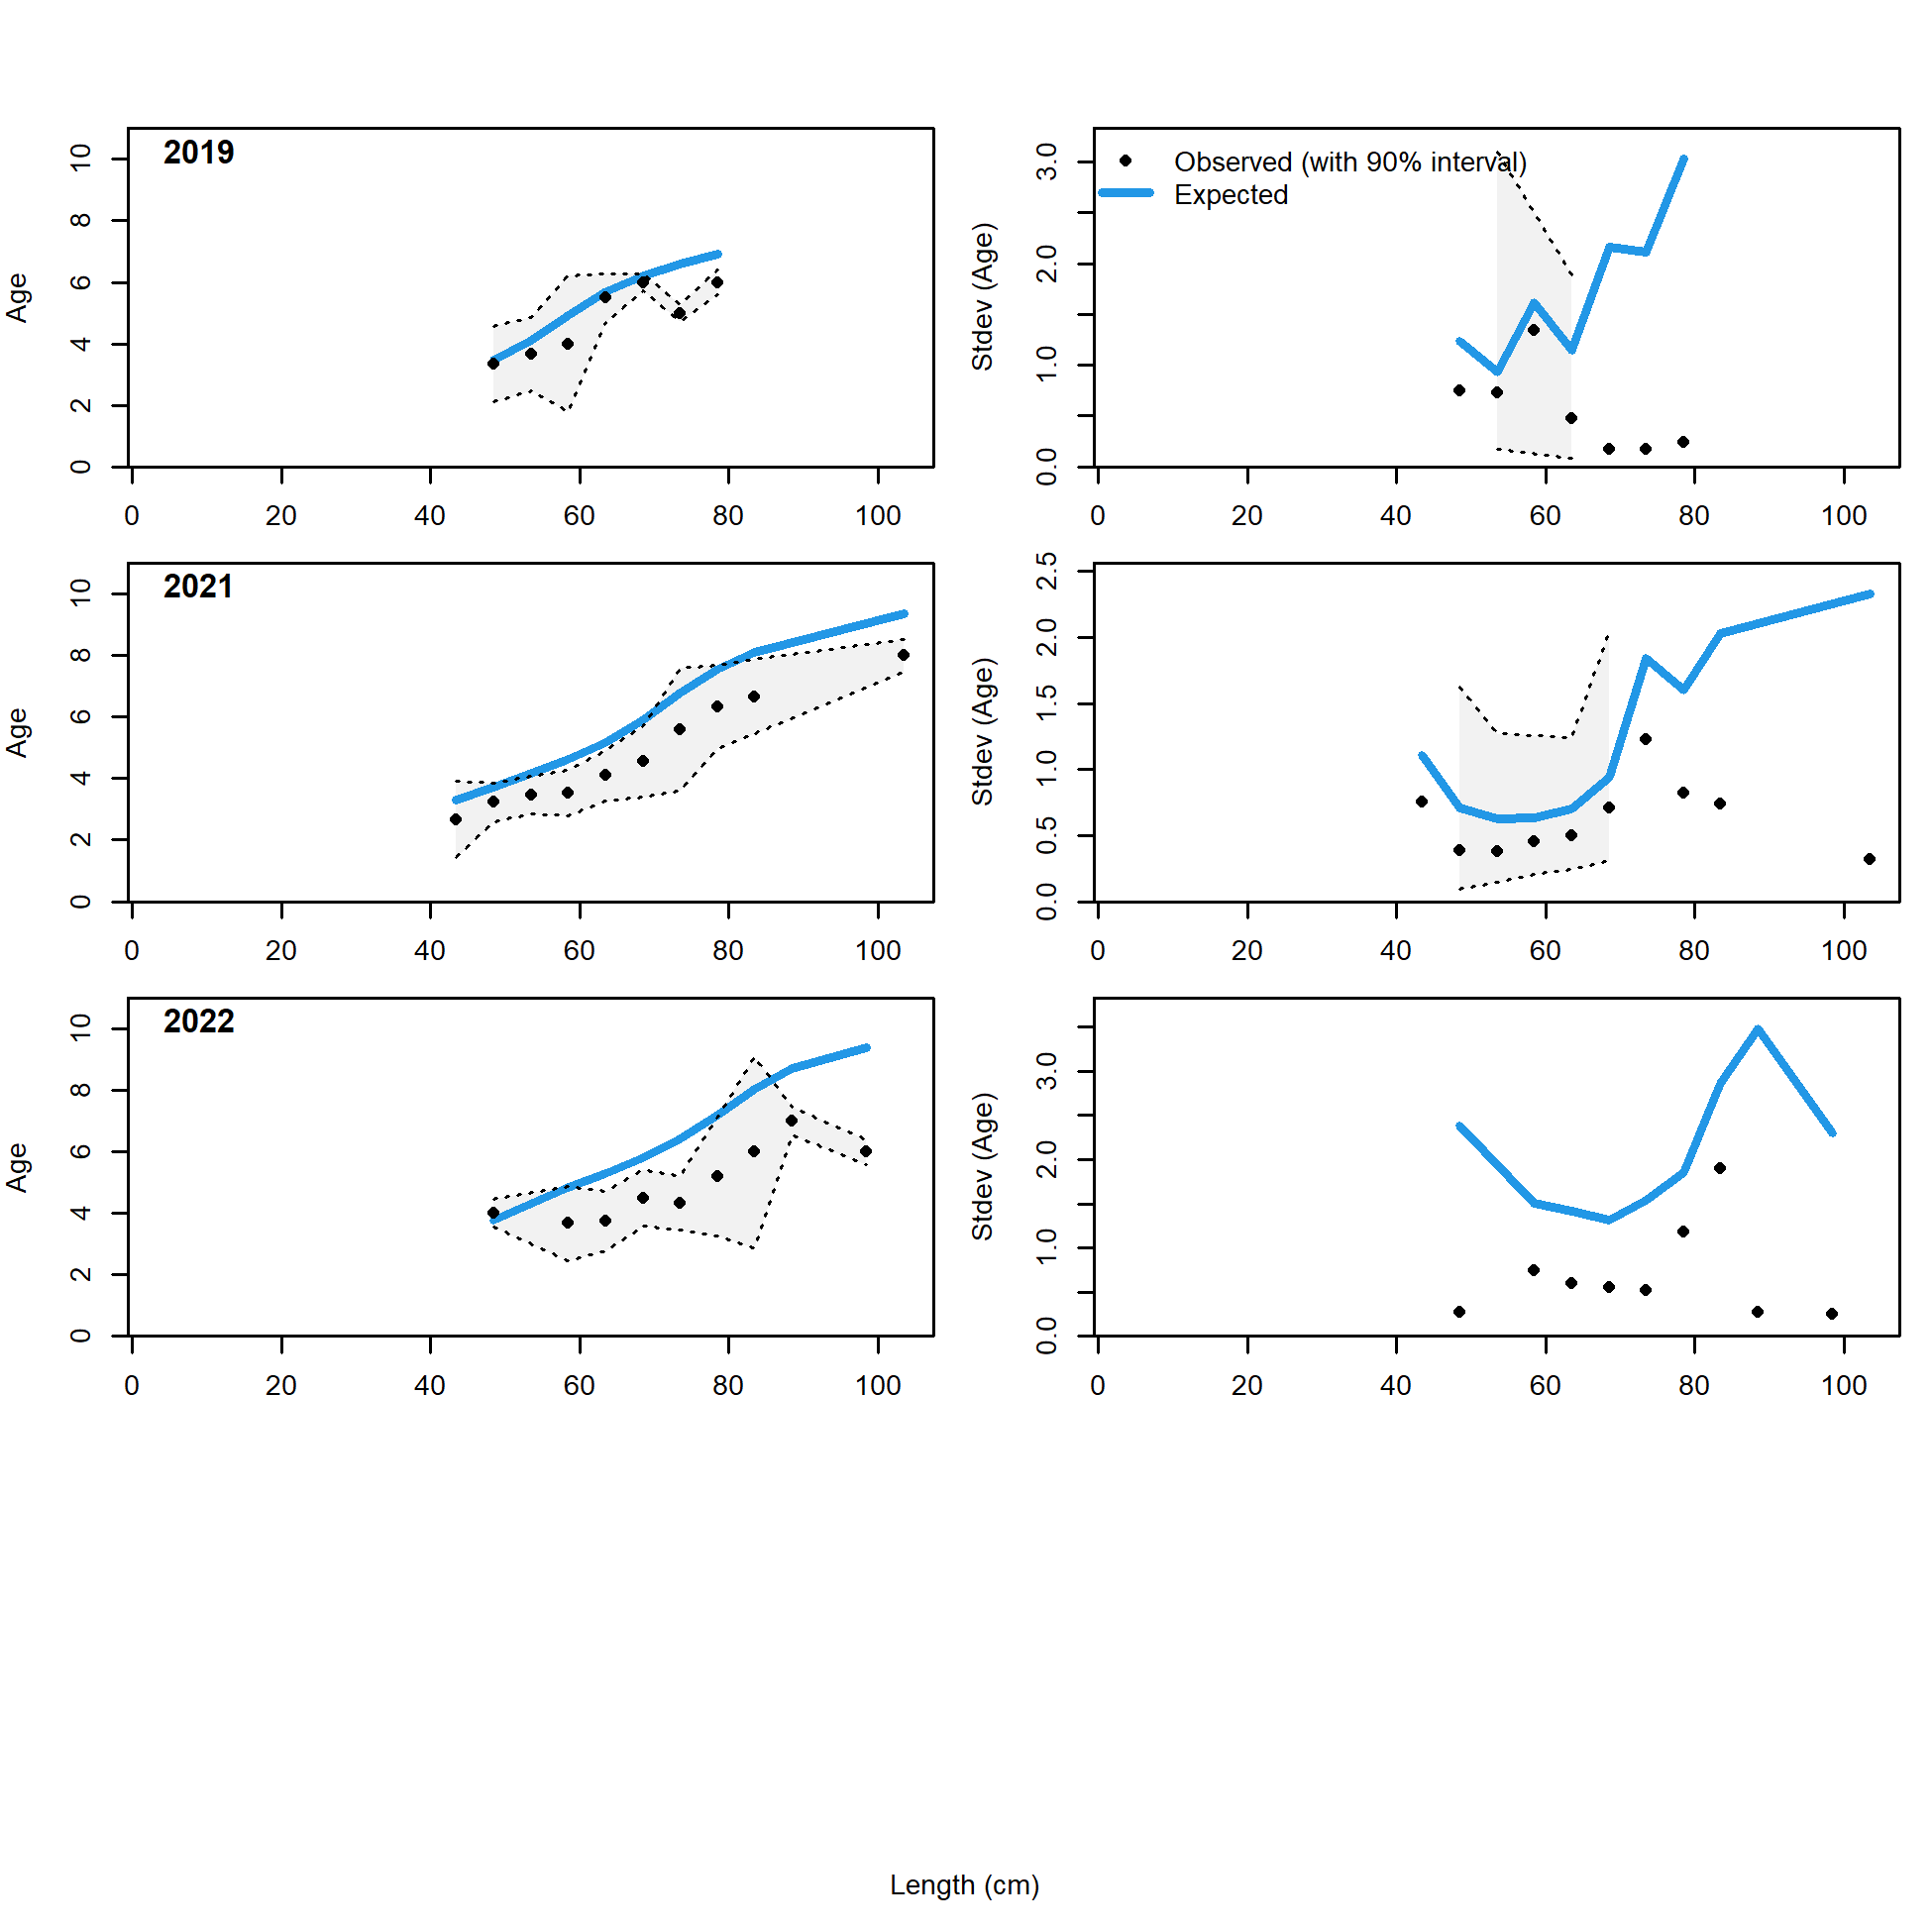 2019
Age
0 2 4 6 8 10
0 20 40 60 80 100
Observed (with 90% interval)
Expected
Stdev (Age)
0.0 1.0 2.0 3.0
0 20 40 60 80 100
2021
Age
0 2 4 6 8 10
0 20 40 60 80 100
Stdev (Age)
0.0 0.5 1.0 1.5 2.0 2.5
0 20 40 60 80 100
2022
Age
0 2 4 6 8 10
0 20 40 60 80 100
Stdev (Age)
0.0 1.0 2.0 3.0
0 20 40 60 80 100
Length (cm)